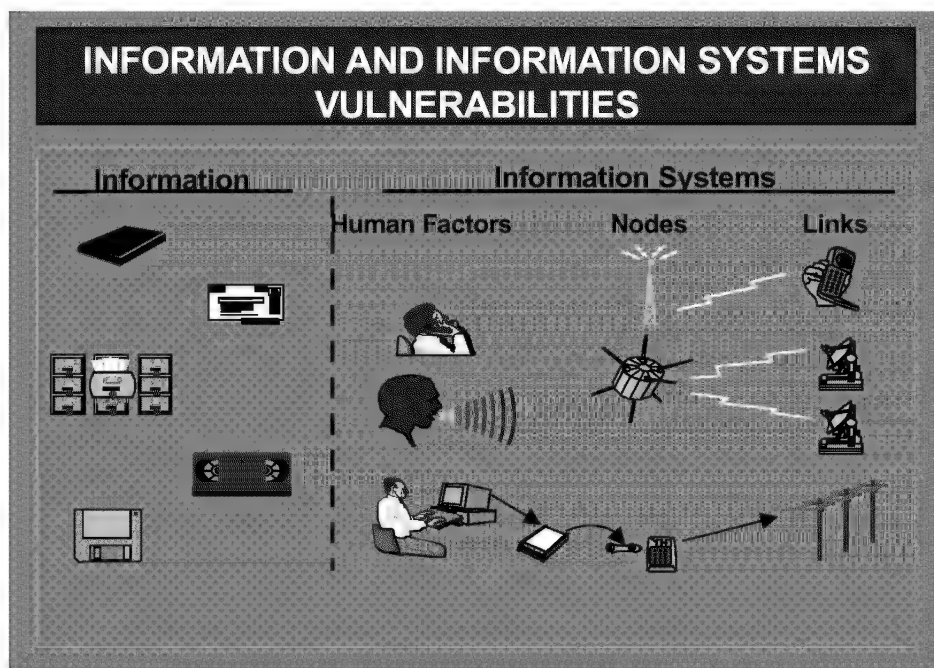 INFORMATION AND INFORMATION SYSTEMS
VULNERABILITIES
Information
Information Systems
Human Factors
Nodes
Links